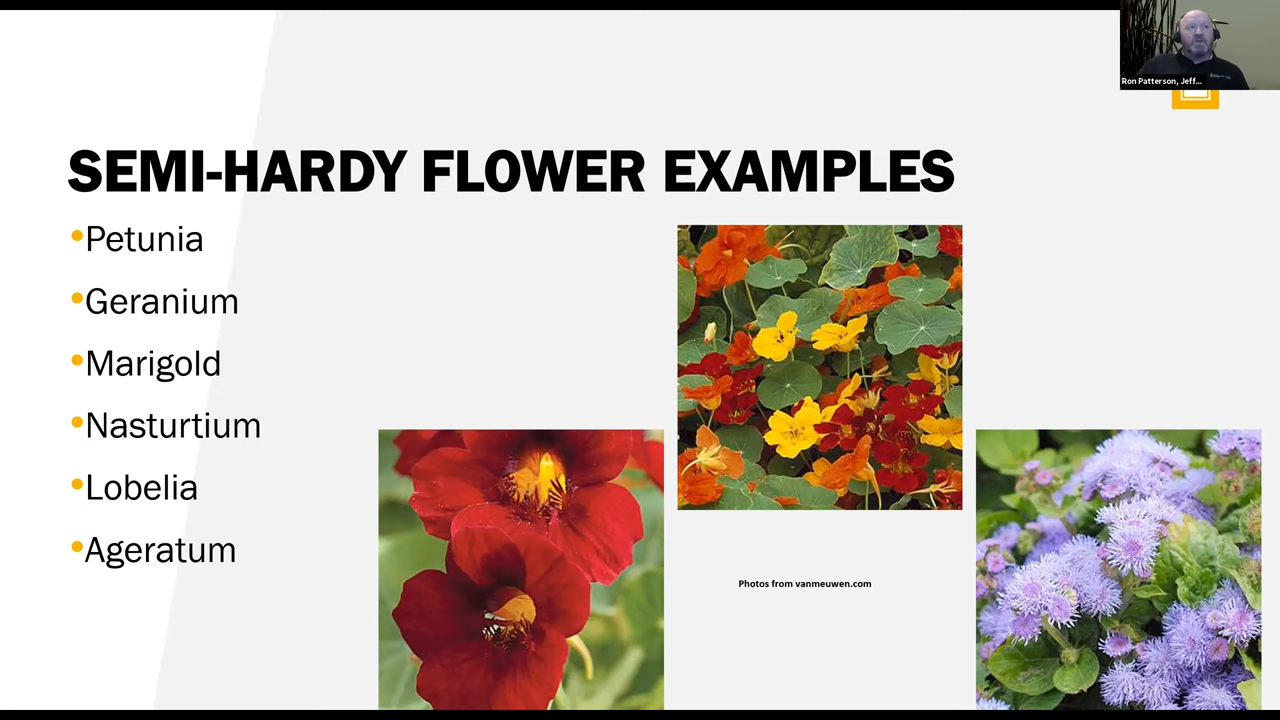 Ron Patterson, Jeff...
SEMI-HARDY FLOWER EXAMPLES
•Petunia
•Geranium
•Marigold
•Nasturtium
•Lobelia
•Ageratum
Photos from vanmeuwen.com